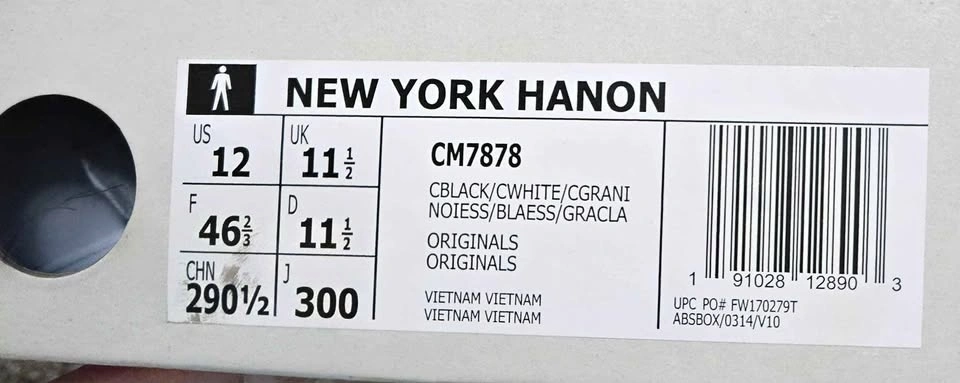 NEW YORK HANON
US 12
UK 11 1/2
F 46 2/3
D 11 1/2
CHN 290½
J 300
CM7878
CBLACK/CWHITE/CGRANI
NOIESS/BLAESS/GRACLA
ORIGINALS
ORIGINALS
VIETNAM VIETNAM
VIETNAM VIETNAM
1 91028 12890 3
UPC PO# FW170279T
ABSBOX/0314/V10